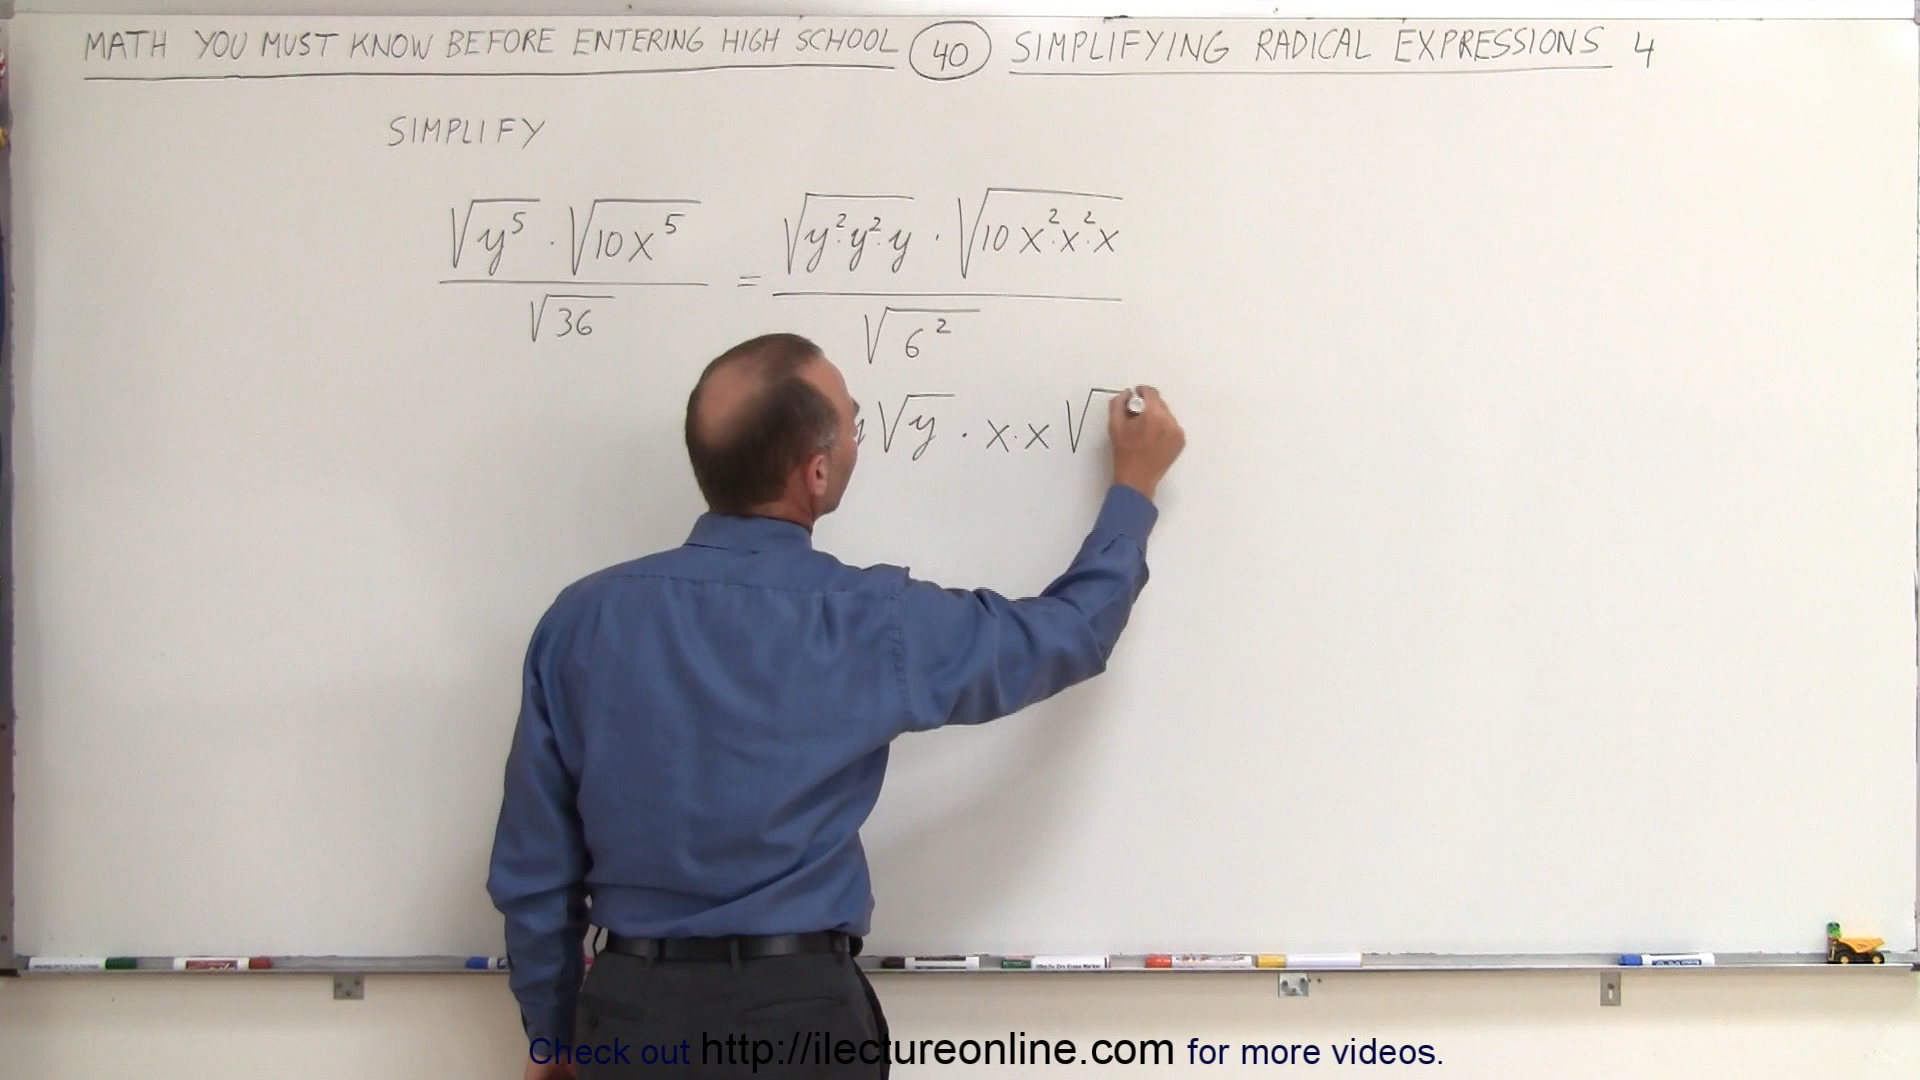 MATH YOU MUST KNOW BEFORE ENTERING HIGH SCHOOL 40 SIMPLIFYING RADICAL EXPRESSIONS 4
SIMPLIFY
√y⁵ · √10x⁵ = √y²·y²·y · √10x²·x²·x
√36 √6²
√y · x·x √
Check out http://ilectureonline.com for more videos.